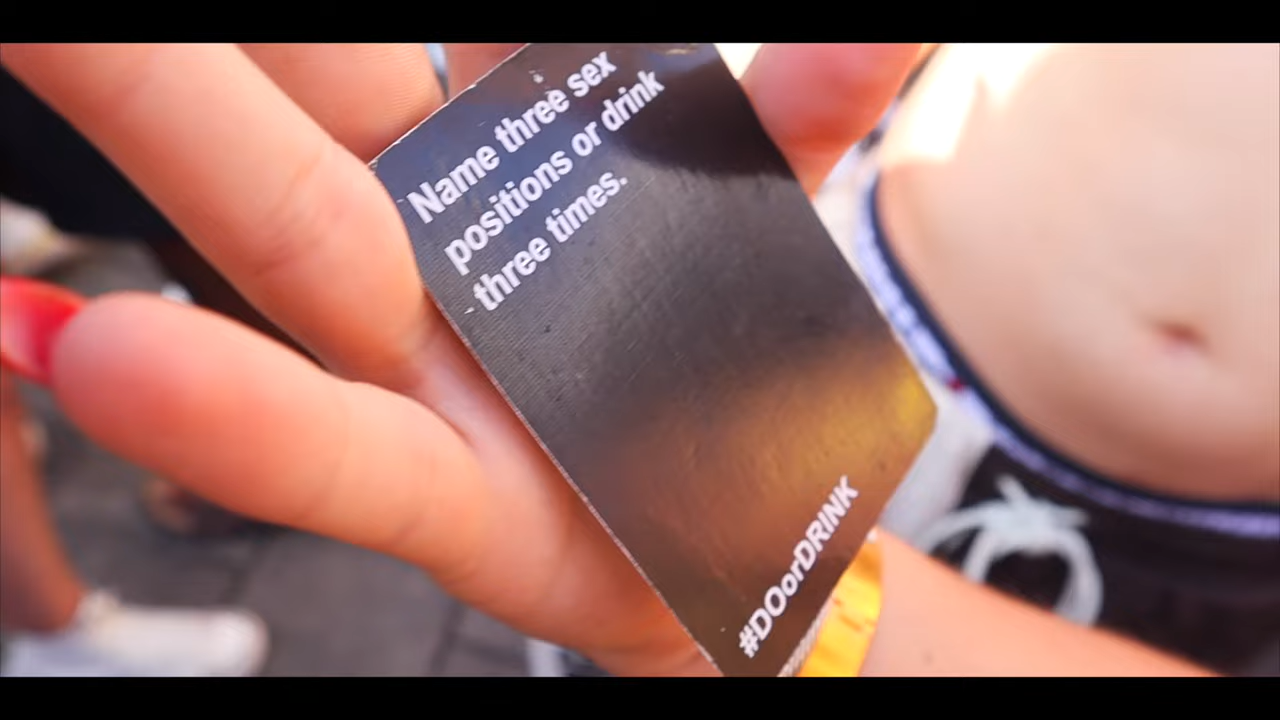 Name three sex
positions or drink
three times.
#DOorDRINK